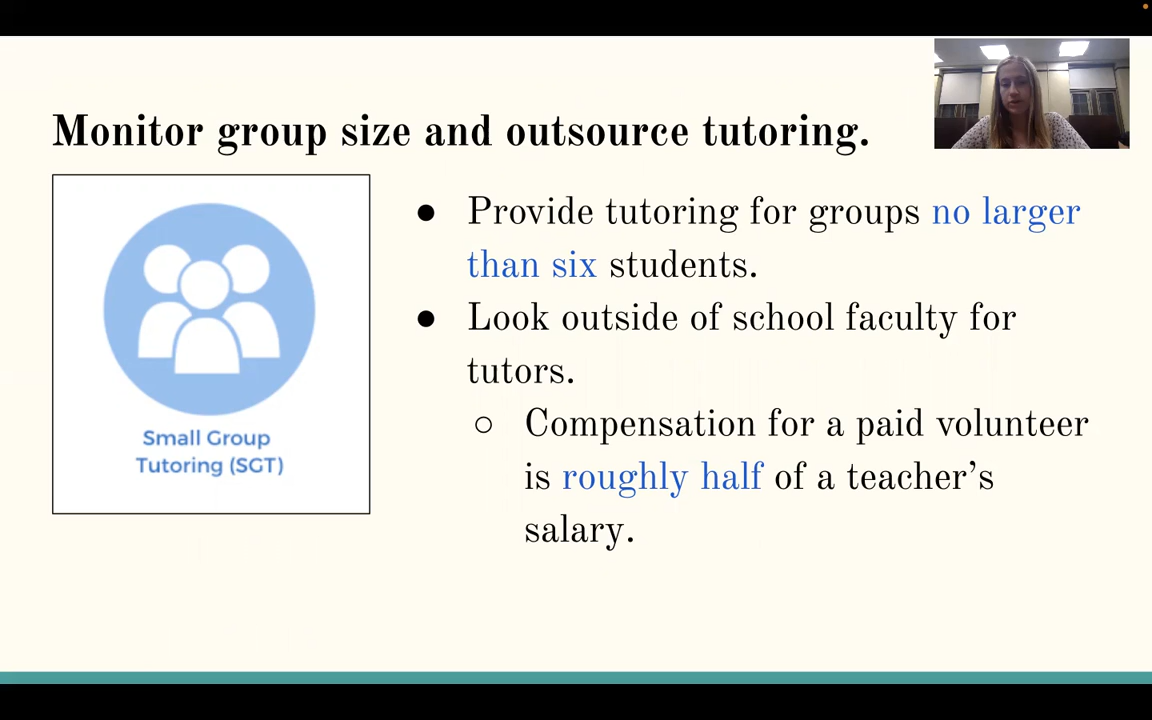 Monitor group size and outsource tutoring.
Small Group
Tutoring (SGT)
● Provide tutoring for groups no larger
than six students.
● Look outside of school faculty for
tutors.
○ Compensation for a paid volunteer
is roughly half of a teacher's
salary.